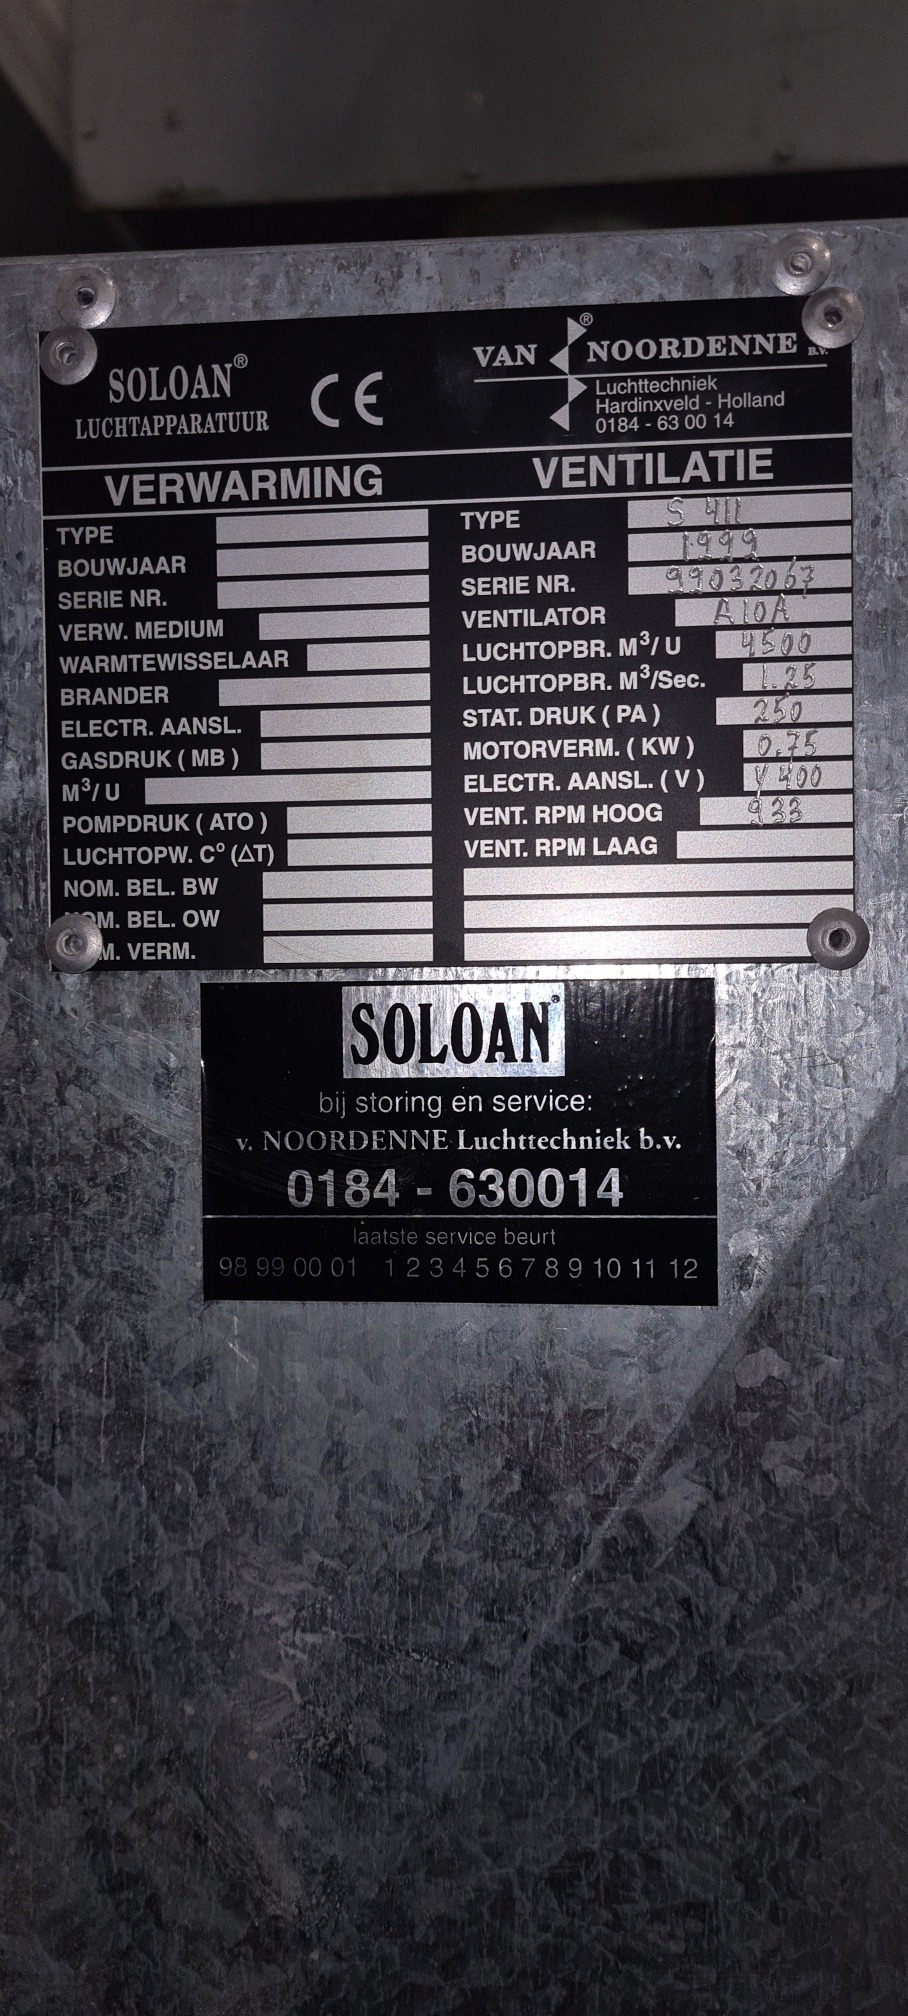 SOLOAN®
LUCHTAPPARATUUR
CE
VAN NOORDENNE B.V.
®
Luchttechniek
Hardinxveld - Holland
0184 - 63 00 14
VERWARMING
TYPE
BOUWJAAR
SERIE NR.
VERW. MEDIUM
WARMTEWISSELAAR
BRANDER
ELECTR. AANSL.
GASDRUK ( MB )
M³/ U
POMPDRUK ( ATO )
LUCHTOPW. C° (△T)
NOM. BEL. BW
OM. BEL. OW
M. VERM.
VENTILATIE
TYPE S 411
BOUWJAAR 1999
SERIE NR. 99032067
VENTILATOR A10A
LUCHTOPBR. M³/ U 4500
LUCHTOPBR. M³/Sec. 1.25
STAT. DRUK ( PA ) 250
MOTORVERM. ( KW ) 0.75
ELECTR. AANSL. ( V ) Y 400
VENT. RPM HOOG 933
VENT. RPM LAAG
SOLOAN®
bij storing en service:
v. NOORDENNE Luchttechniek b.v.
0184 - 630014
laatste service beurt
98 99 00 01 1 2 3 4 5 6 7 8 9 10 11 12